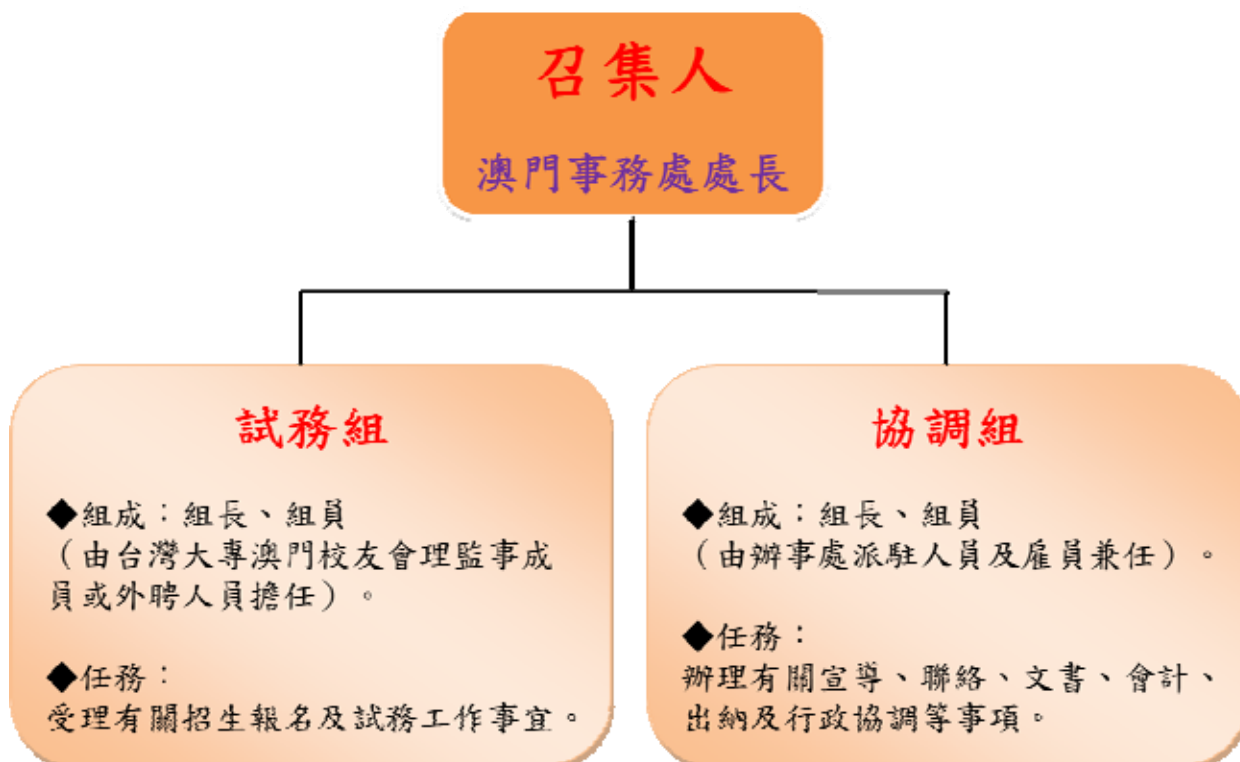 召集人
澳門事務處處長
試務組
◆組成：組長、組員
（由台灣大專澳門校友會理監事成
員或外聘人員擔任）。
◆任務：
受理有關招生報名及試務工作事宜。
協調組
◆組成：組長、組員
（由辦事處派駐人員及雇員兼任）。
◆任務：
辦理有關宣導、聯絡、文書、會計、
出納及行政協調等事項。